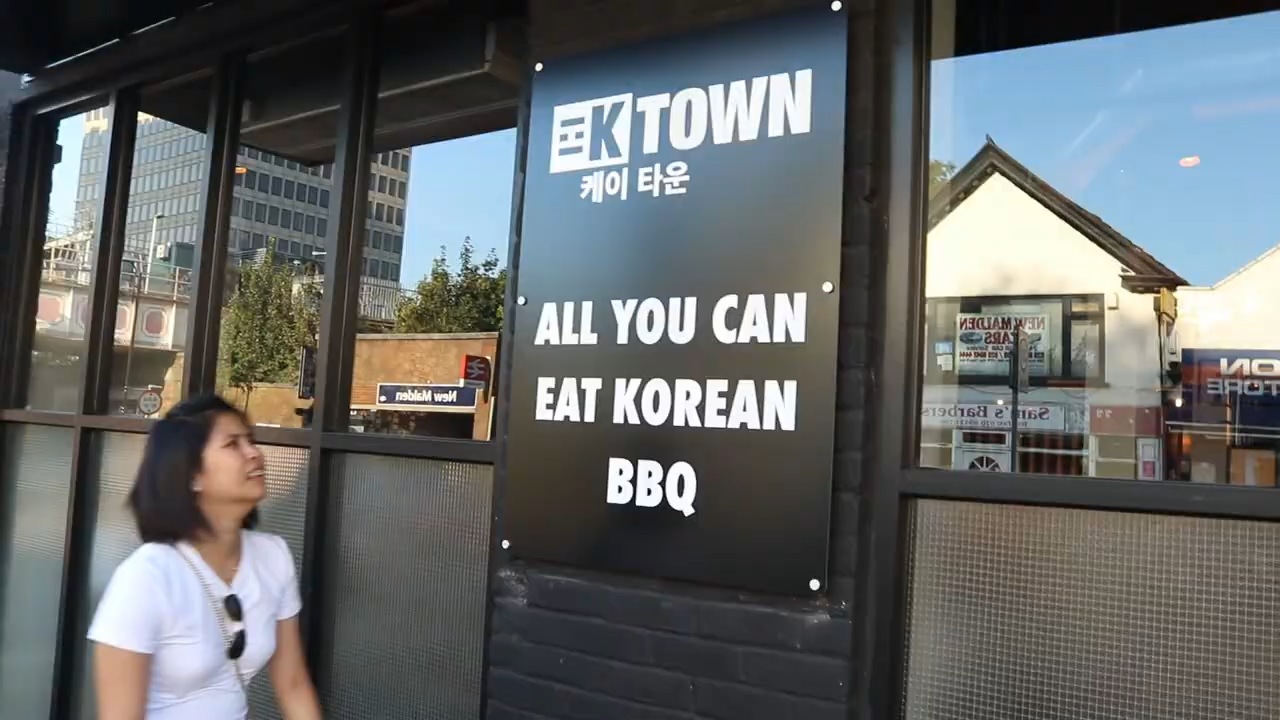 KTOWN
케이 타운
ALL YOU CAN
EAT KOREAN
BBQ
New Malden
NEW MALDEN
CARS
Sam's Barbers